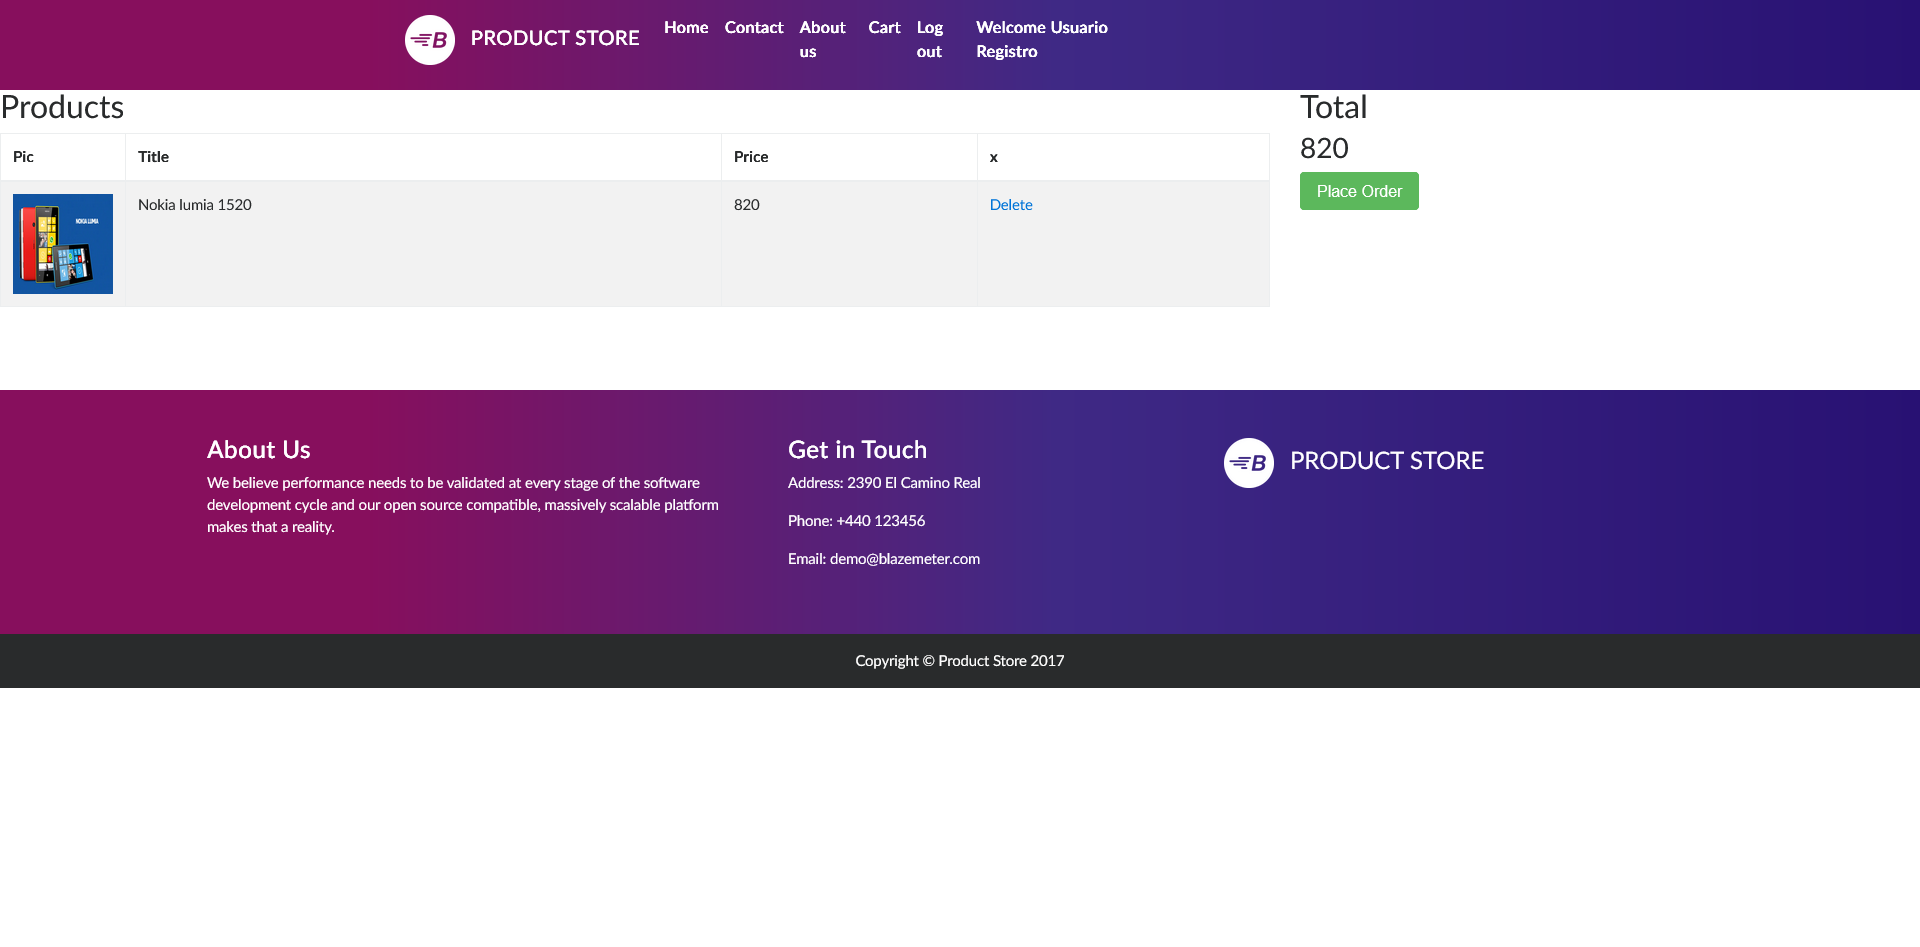 B PRODUCT STORE Home Contact About us Cart Log out Welcome Usuario Registro
Products
Pic Title Price x
NOKIA LUMIA
Nokia lumia 1520 820 Delete
Total
820
Place Order
About Us
We believe performance needs to be validated at every stage of the software
development cycle and our open source compatible, massively scalable platform
makes that a reality.
Get in Touch
Address: 2390 El Camino Real
Phone: +440 123456
Email: demo@blazemeter.com
B PRODUCT STORE
Copyright © Product Store 2017